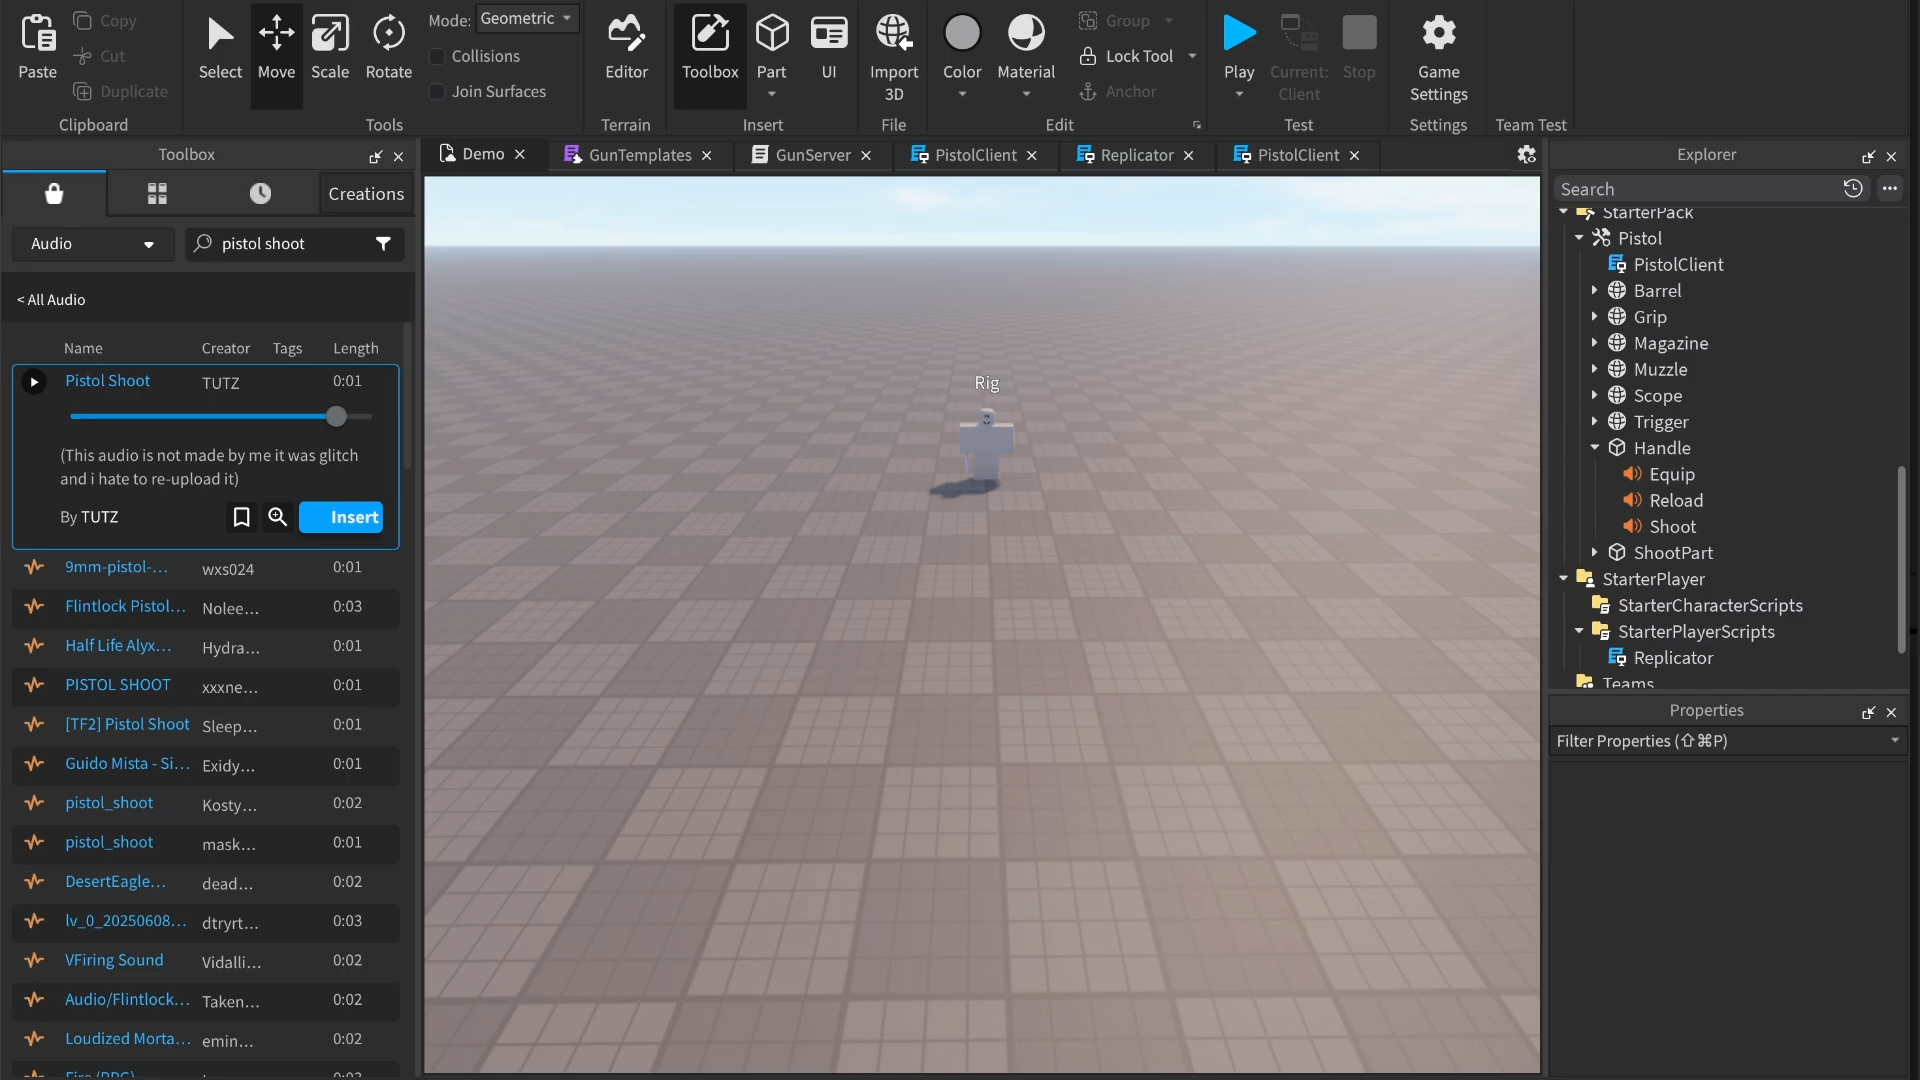 Paste
Copy
Cut
Duplicate
Clipboard
Select
Move
Scale
Rotate
Mode: Geometric
Collisions
Join Surfaces
Tools
Editor
Terrain
Toolbox
Part
UI
Insert
Import 3D
File
Color
Material
Group
Lock Tool
Anchor
Edit
Play
Current: Client
Stop
Test
Game Settings
Settings
Team Test
Toolbox
Creations
Audio
pistol shoot
< All Audio
Name Creator Tags Length
Pistol Shoot TUTZ 0:01
(This audio is not made by me it was glitch
and i hate to re-upload it)
By TUTZ
Insert
9mm-pistol-... wxs024 0:01
Flintlock Pistol... Nolee... 0:03
Half Life Alyx... Hydra... 0:01
PISTOL SHOOT xxxne... 0:01
[TF2] Pistol Shoot Sleep... 0:01
Guido Mista - Si... Exidy... 0:01
pistol_shoot Kosty... 0:02
pistol_shoot mask... 0:01
DesertEagle... dead... 0:02
lv_0_20250608... dtryrt... 0:03
VFiring Sound Vidalli... 0:02
Audio/Flintlock... Taken... 0:02
Loudized Morta... emin... 0:02
Demo
GunTemplates
GunServer
PistolClient
Replicator
PistolClient
Rig
Explorer
Search
StarterPack
Pistol
PistolClient
Barrel
Grip
Magazine
Muzzle
Scope
Trigger
Handle
Equip
Reload
Shoot
ShootPart
StarterPlayer
StarterCharacterScripts
StarterPlayerScripts
Replicator
Teams
Properties
Filter Properties (⇧⌘P)